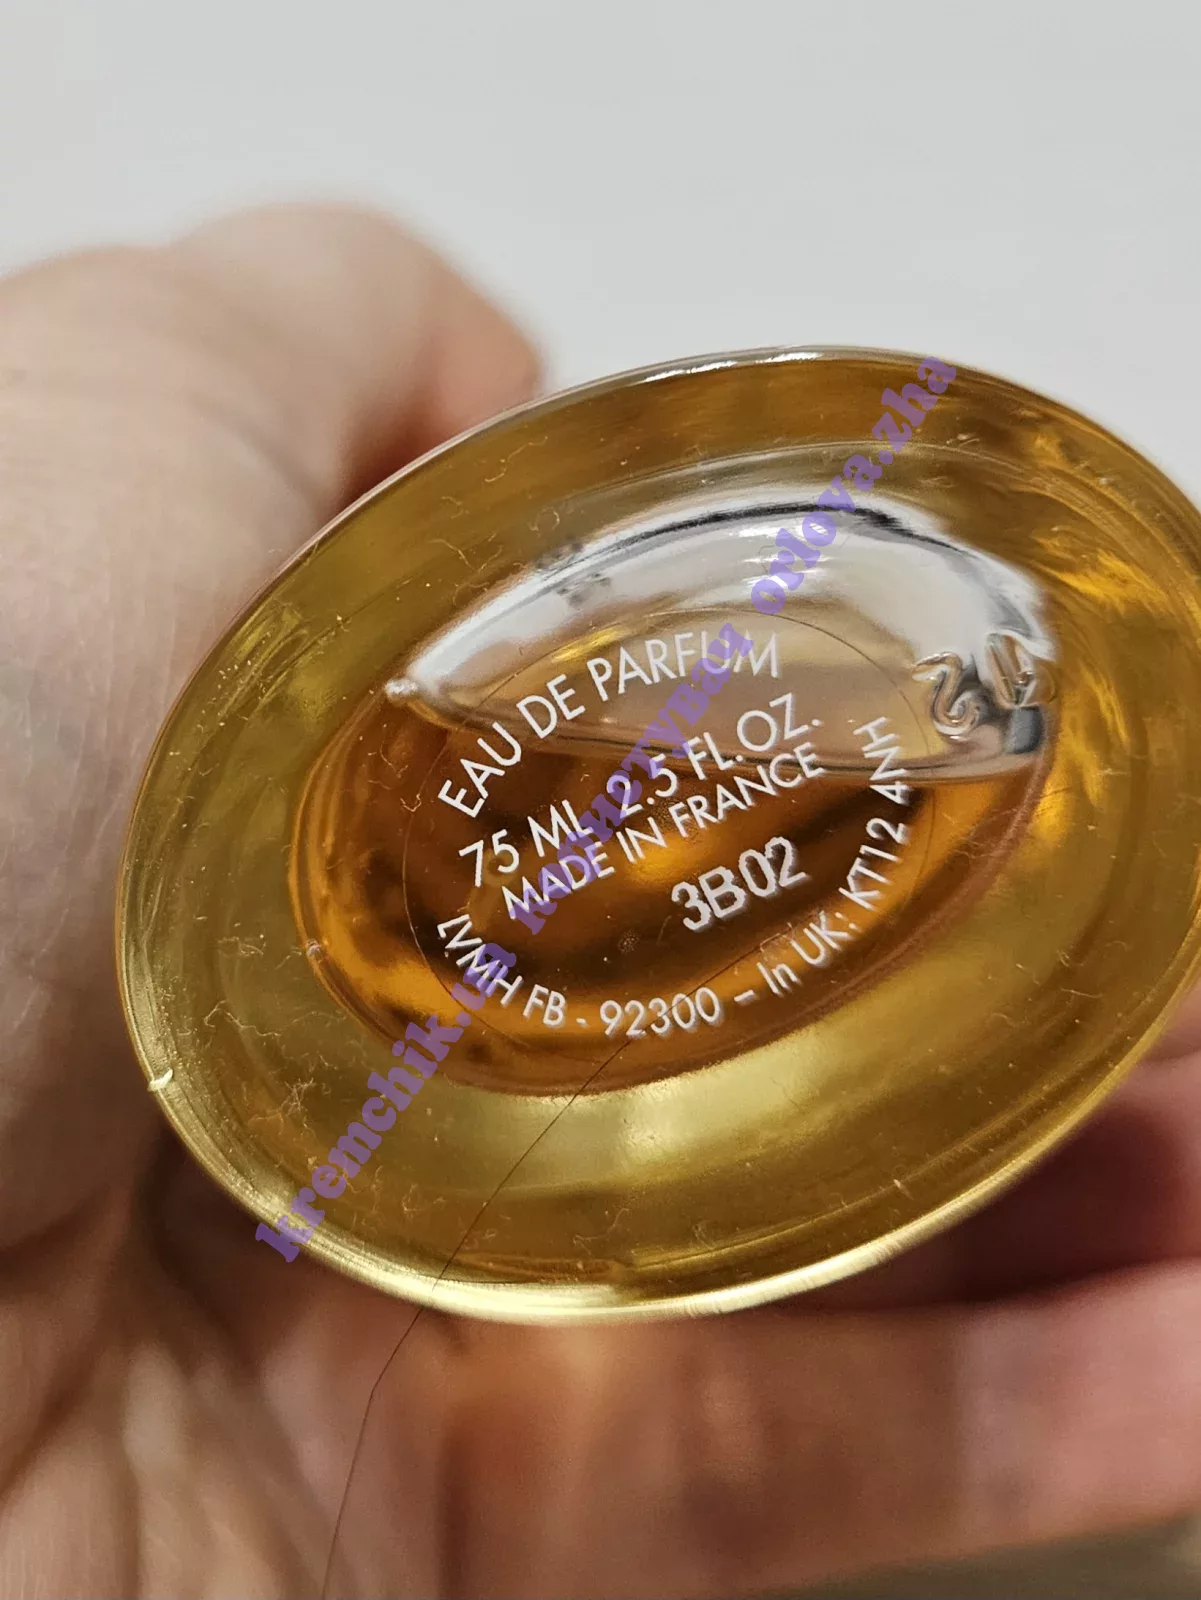 EAU DE PARFUM
75 ML 2.5 FL. OZ.
MADE IN FRANCE
3B02
LVMH FB - 92300 – In UK: KT12 4NH
kremchik.ua orlova.zha